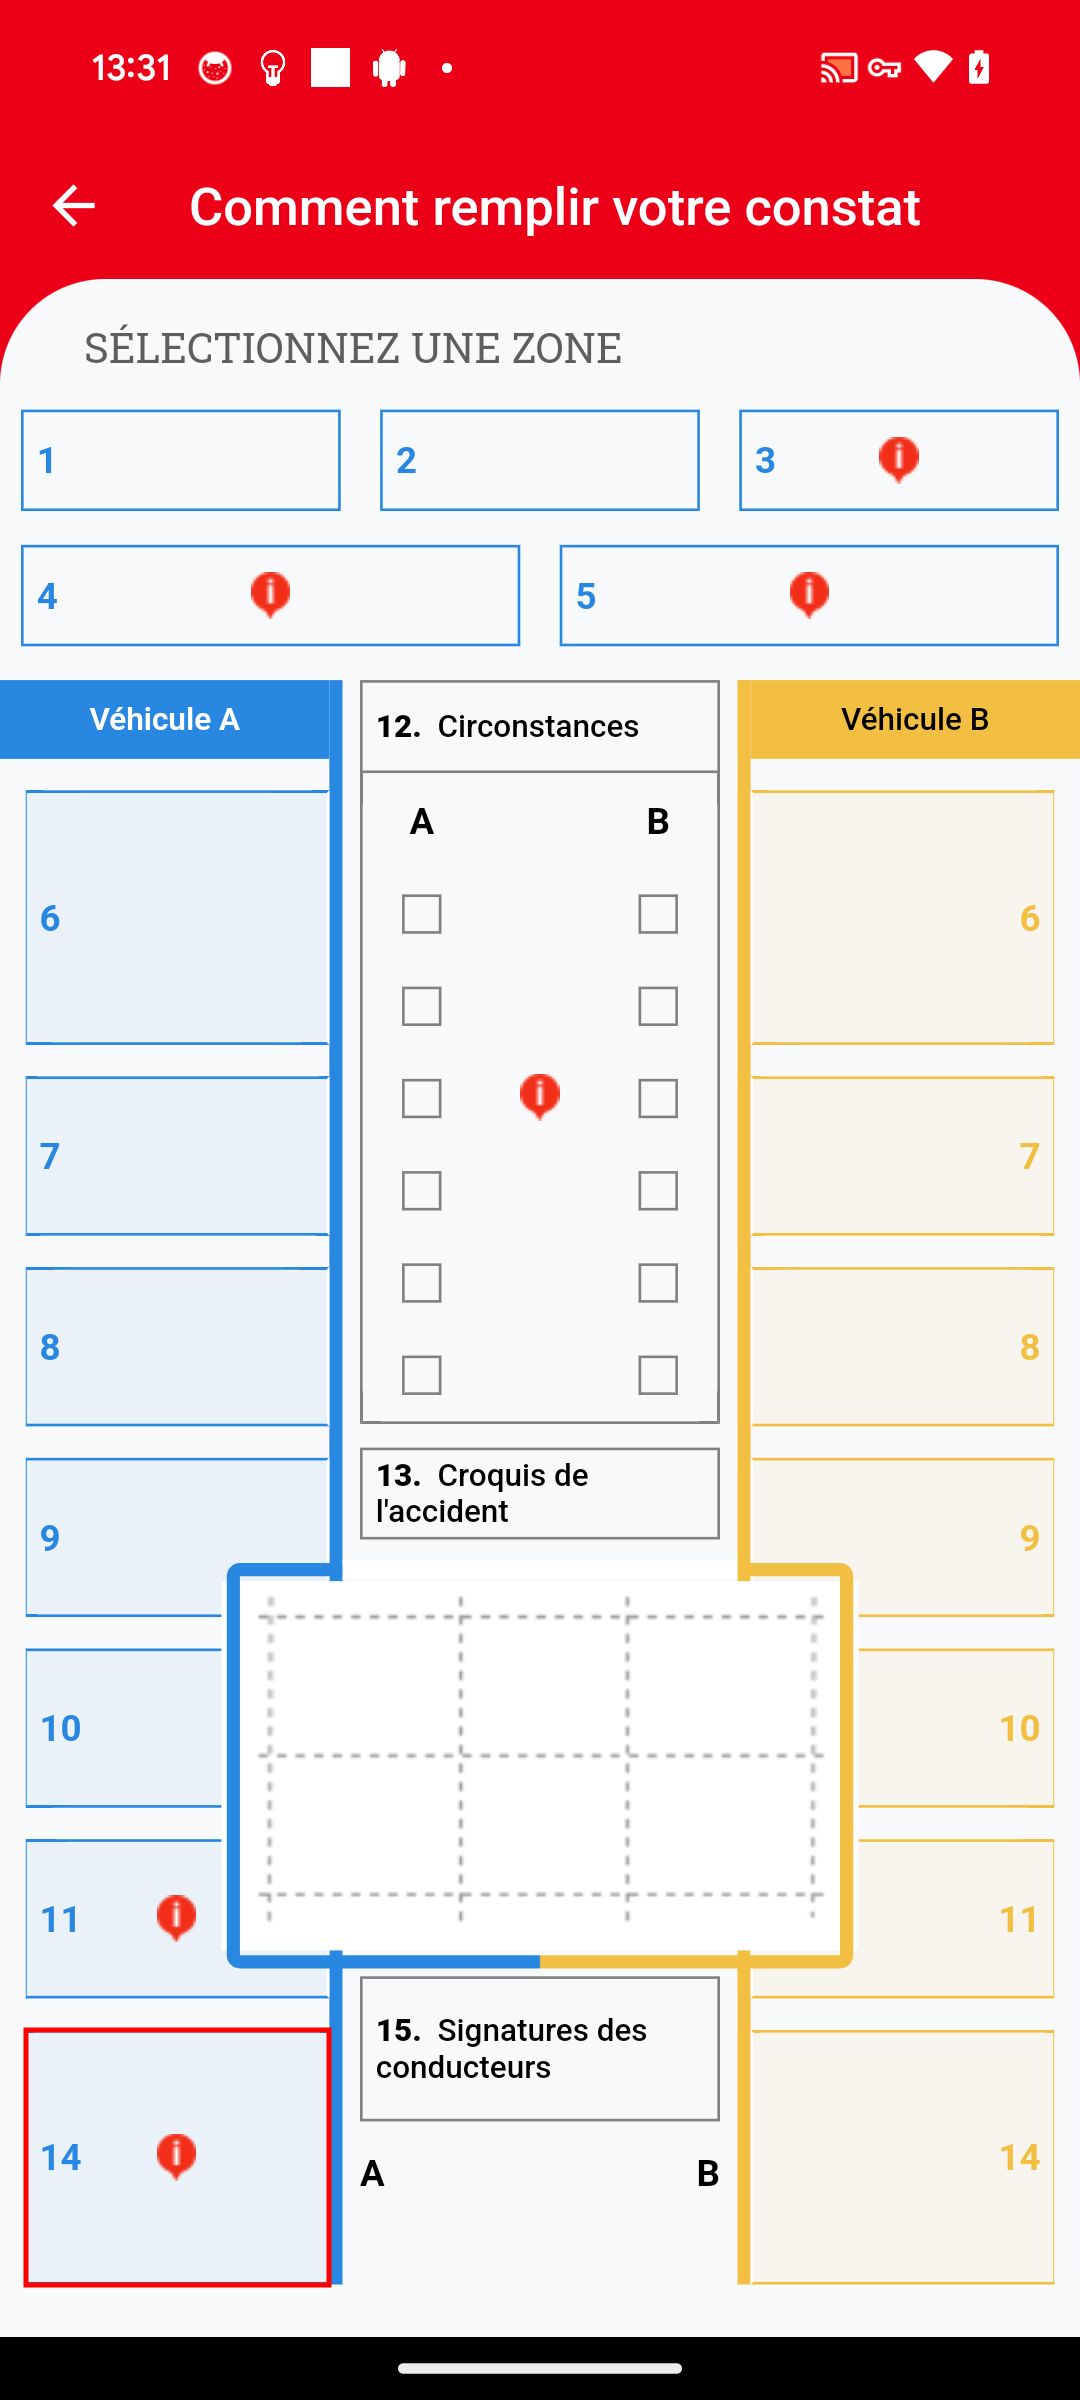 13:31
Comment remplir votre constat
SÉLECTIONNEZ UNE ZONE
1
2
3
i
4
i
5
i
Véhicule A
12. Circonstances
Véhicule B
A
B
6
6
i
7
7
8
8
13. Croquis de
l'accident
9
9
10
10
11
i
11
15. Signatures des
conducteurs
14
i
14
A
B